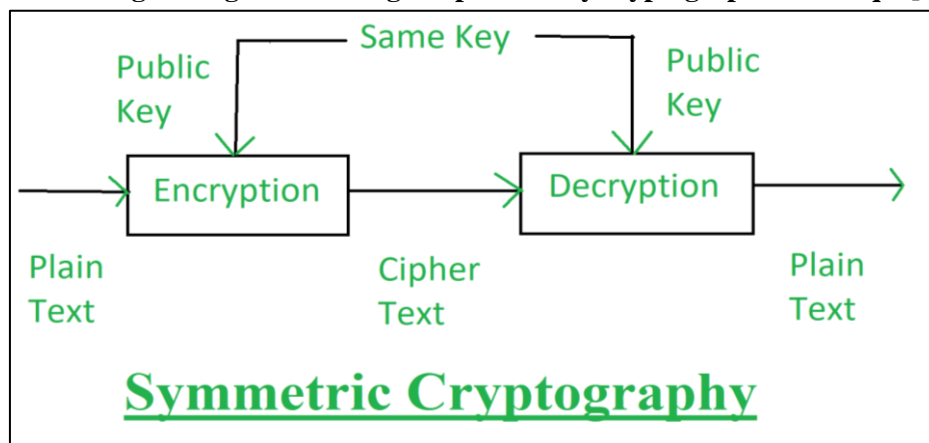 Same Key
Public
Key
Public
Key
Encryption
Decryption
Plain
Text
Cipher
Text
Plain
Text
Symmetric Cryptography